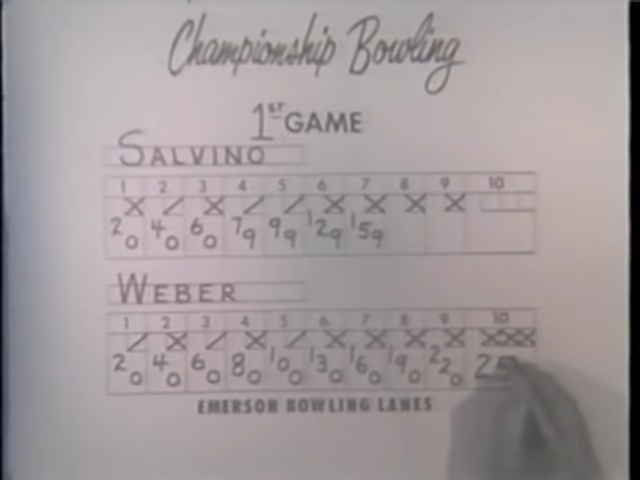 Championship Bowling
1ST GAME
SALVINO
1 2 3 4 5 6 7 8 9 10
X / X / / X X X X
20 40 60 79 99 129 159
WEBER
1 2 3 4 5 6 7 8 9 10
/ X / X / X X X X XXX
20 40 60 80 100 130 160 190 220 25
EMERSON BOWLING LANES